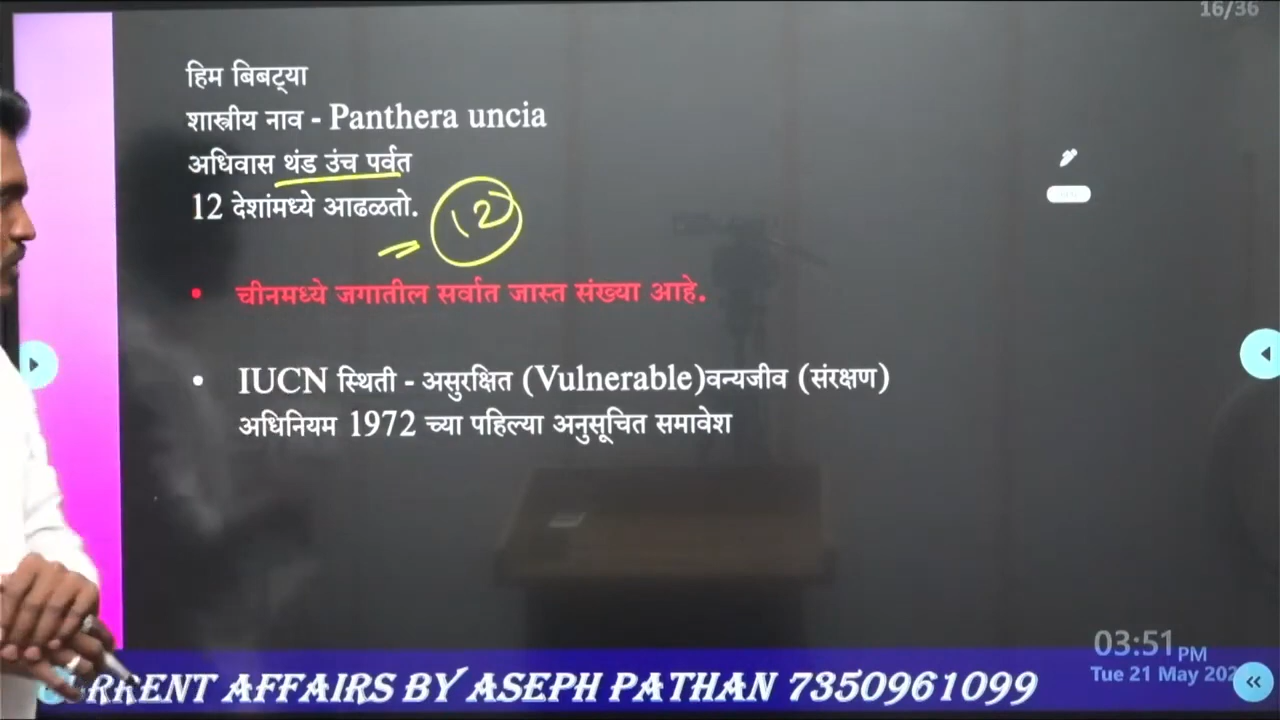 16/36
हिम बिबट्या
शास्त्रीय नाव - Panthera uncia
अधिवास थंड उंच पर्वत
12 देशांमध्ये आढळतो.
12
• चीनमध्ये जगातील सर्वात जास्त संख्या आहे.
• IUCN स्थिती - असुरक्षित (Vulnerable)वन्यजीव (संरक्षण)
अधिनियम 1972 च्या पहिल्या अनुसूचित समावेश
03:51 PM
Tue 21 May
AFFAIRS BY ASEPH PATHAN 7350961099